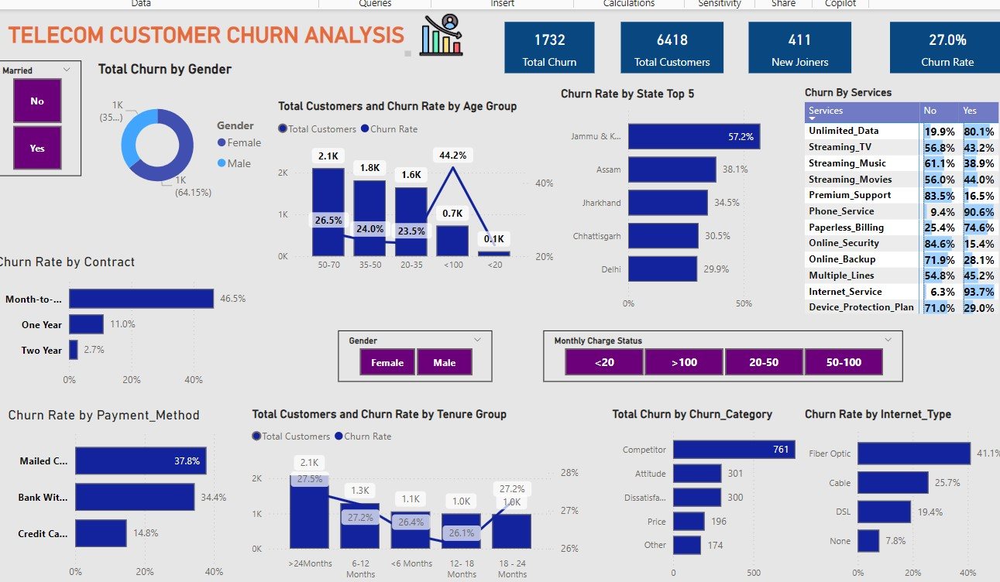 Data
Queries
Insert
Calculations
Sensitivity
Share
Copilot
TELECOM CUSTOMER CHURN ANALYSIS
1732
Total Churn
6418
Total Customers
411
New Joiners
27.0%
Churn Rate
Married
No
Yes
Total Churn by Gender
1K
(35...)
1K
(64.15%)
Gender
Female
Male
Total Customers and Churn Rate by Age Group
Total Customers
Churn Rate
2K
1K
0K
2.1K
1.8K
1.6K
0.7K
0.1K
26.5%
24.0%
23.5%
44.2%
40%
20%
50-70
35-50
20-35
<100
<20
Churn Rate by State Top 5
Jammu & K...
57.2%
Assam
38.1%
Jharkhand
34.5%
Chhattisgarh
30.5%
Delhi
29.9%
0%
50%
Churn By Services
Services No Yes
Unlimited_Data 19.9% 80.1%
Streaming_TV 56.8% 43.2%
Streaming_Music 61.1% 38.9%
Streaming_Movies 56.0% 44.0%
Premium_Support 83.5% 16.5%
Phone_Service 9.4% 90.6%
Paperless_Billing 25.4% 74.6%
Online_Security 84.6% 15.4%
Online_Backup 71.9% 28.1%
Multiple_Lines 54.8% 45.2%
Internet_Service 6.3% 93.7%
Device_Protection_Plan 71.0% 29.0%
Churn Rate by Contract
Month-to-...
46.5%
One Year
11.0%
Two Year
2.7%
0%
20%
40%
Gender
Female
Male
Monthly Charge Status
<20
>100
20-50
50-100
Churn Rate by Payment_Method
Mailed C...
37.8%
Bank Wit...
34.4%
Credit Ca...
14.8%
0%
20%
40%
Total Customers and Churn Rate by Tenure Group
Total Customers
Churn Rate
2K
1K
0K
2.1K
27.5%
1.3K
27.2%
1.1K
26.4%
1.0K
26.1%
27.2%
1.0K
28%
27%
26%
>24Months
6-12
Months
<6 Months
12- 18
Months
18 - 24
Months
Total Churn by Churn_Category
Competitor
761
Attitude
301
Dissatisfa...
300
Price
196
Other
174
0
500
Churn Rate by Internet_Type
Fiber Optic
41.1%
Cable
25.7%
DSL
19.4%
None
7.8%
0%
20%
40%